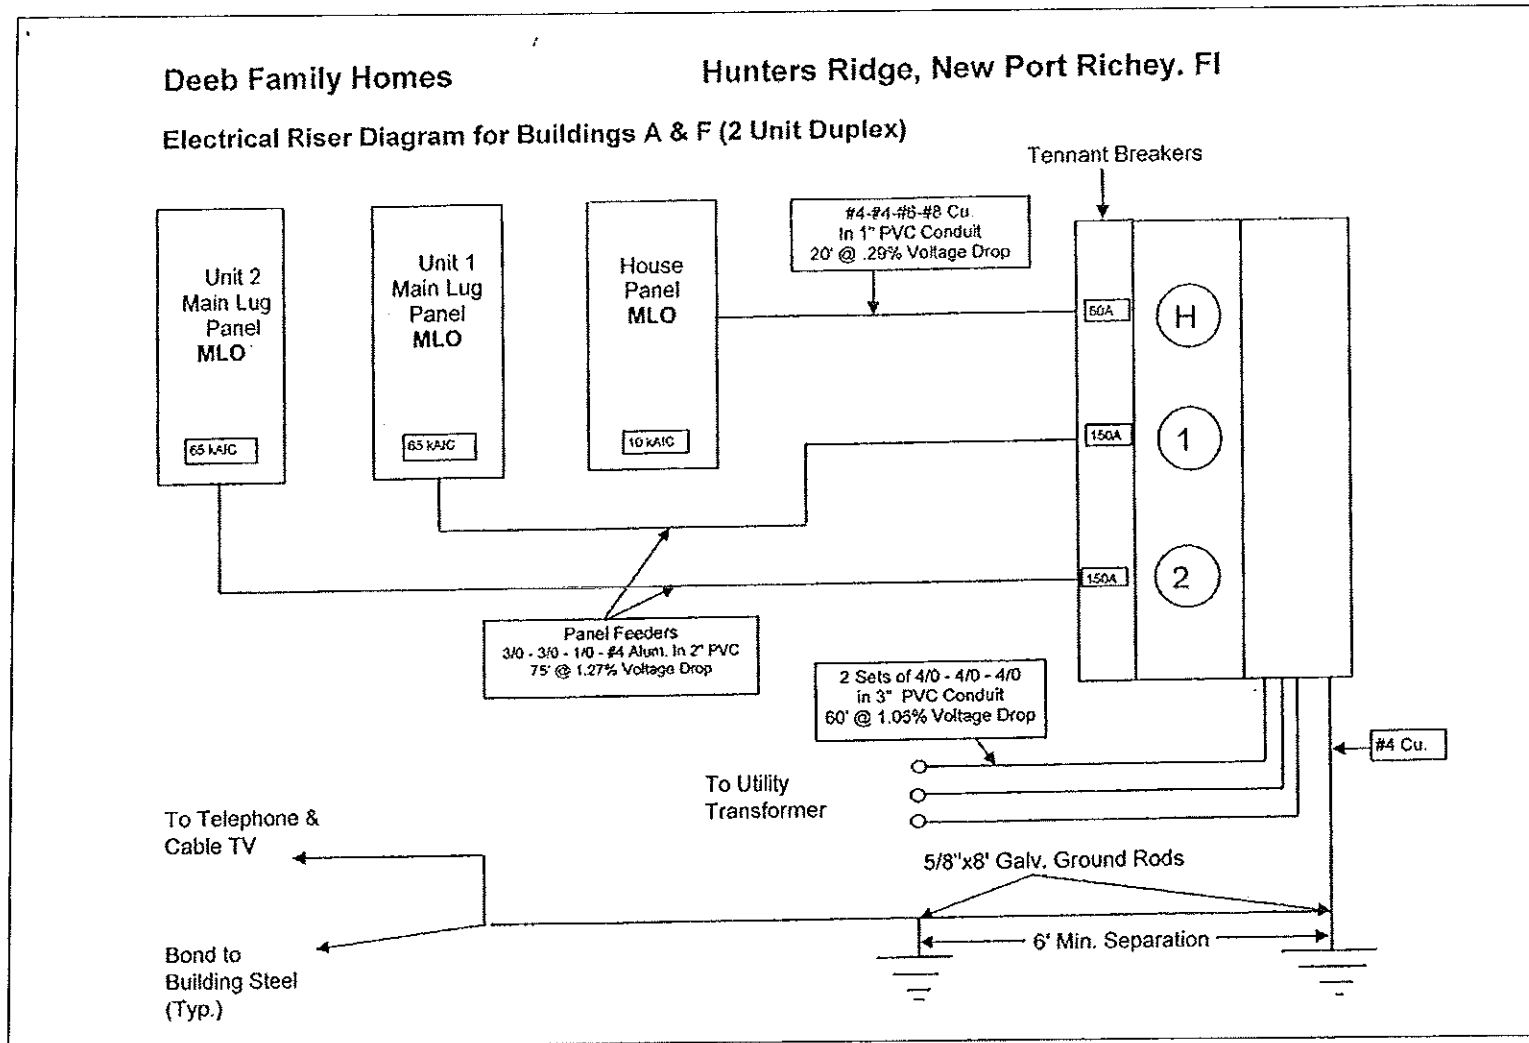 Deeb Family Homes
Hunters Ridge, New Port Richey. Fl
Electrical Riser Diagram for Buildings A & F (2 Unit Duplex)
Tennant Breakers
Unit 2
Main Lug
Panel
MLO
65 kAIC
Unit 1
Main Lug
Panel
MLO
65 kAIC
House
Panel
MLO
10 kAIC
#4-#4-#6-#8 Cu.
In 1" PVC Conduit
20' @ .29% Voltage Drop
H
150A
1
150A
2
Panel Feeders
3/0 - 3/0 - 1/0 - #4 Alum. In 2" PVC
75' @ 1.27% Voltage Drop
2 Sets of 4/0 - 4/0 - 4/0
in 3" PVC Conduit
60' @ 1.06% Voltage Drop
#4 Cu.
To Utility
Transformer
To Telephone &
Cable TV
5/8"x8' Galv. Ground Rods
6' Min. Separation
Bond to
Building Steel
(Typ.)